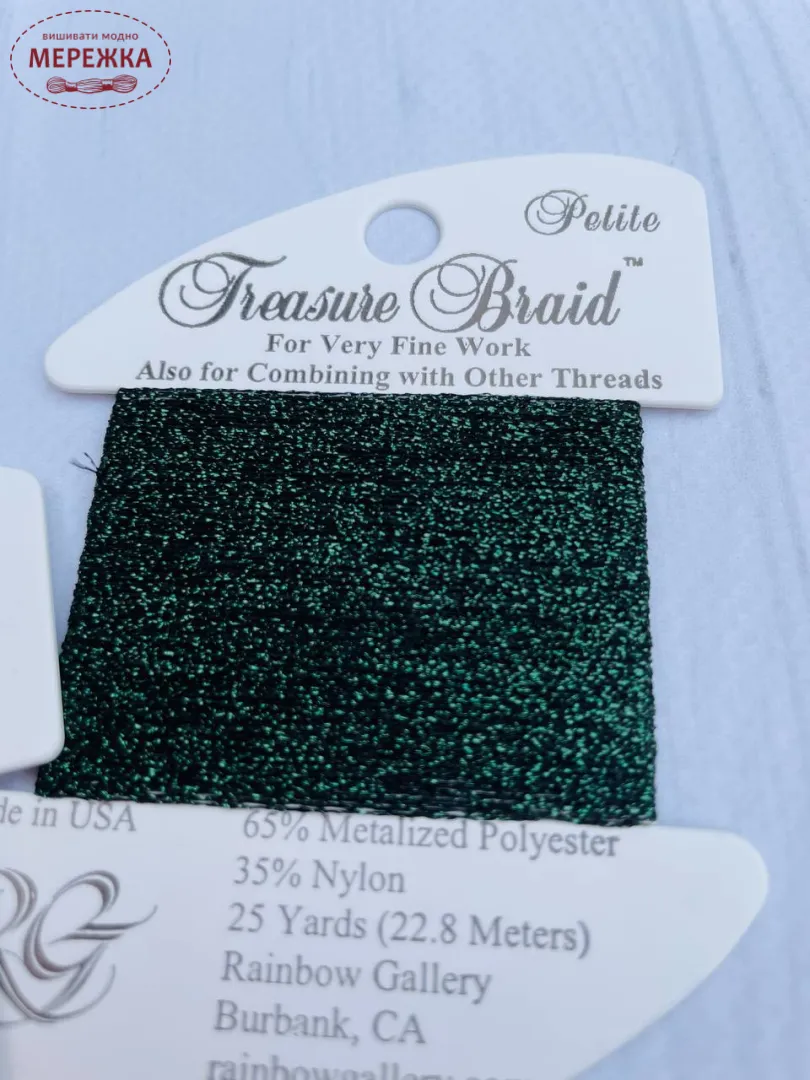 вишивати модно
МЕРЕЖКА
Petite
Treasure Braid™
For Very Fine Work
Also for Combining with Other Threads
in USA
65% Metalized Polyester
35% Nylon
25 Yards (22.8 Meters)
Rainbow Gallery
Burbank, CA
RG